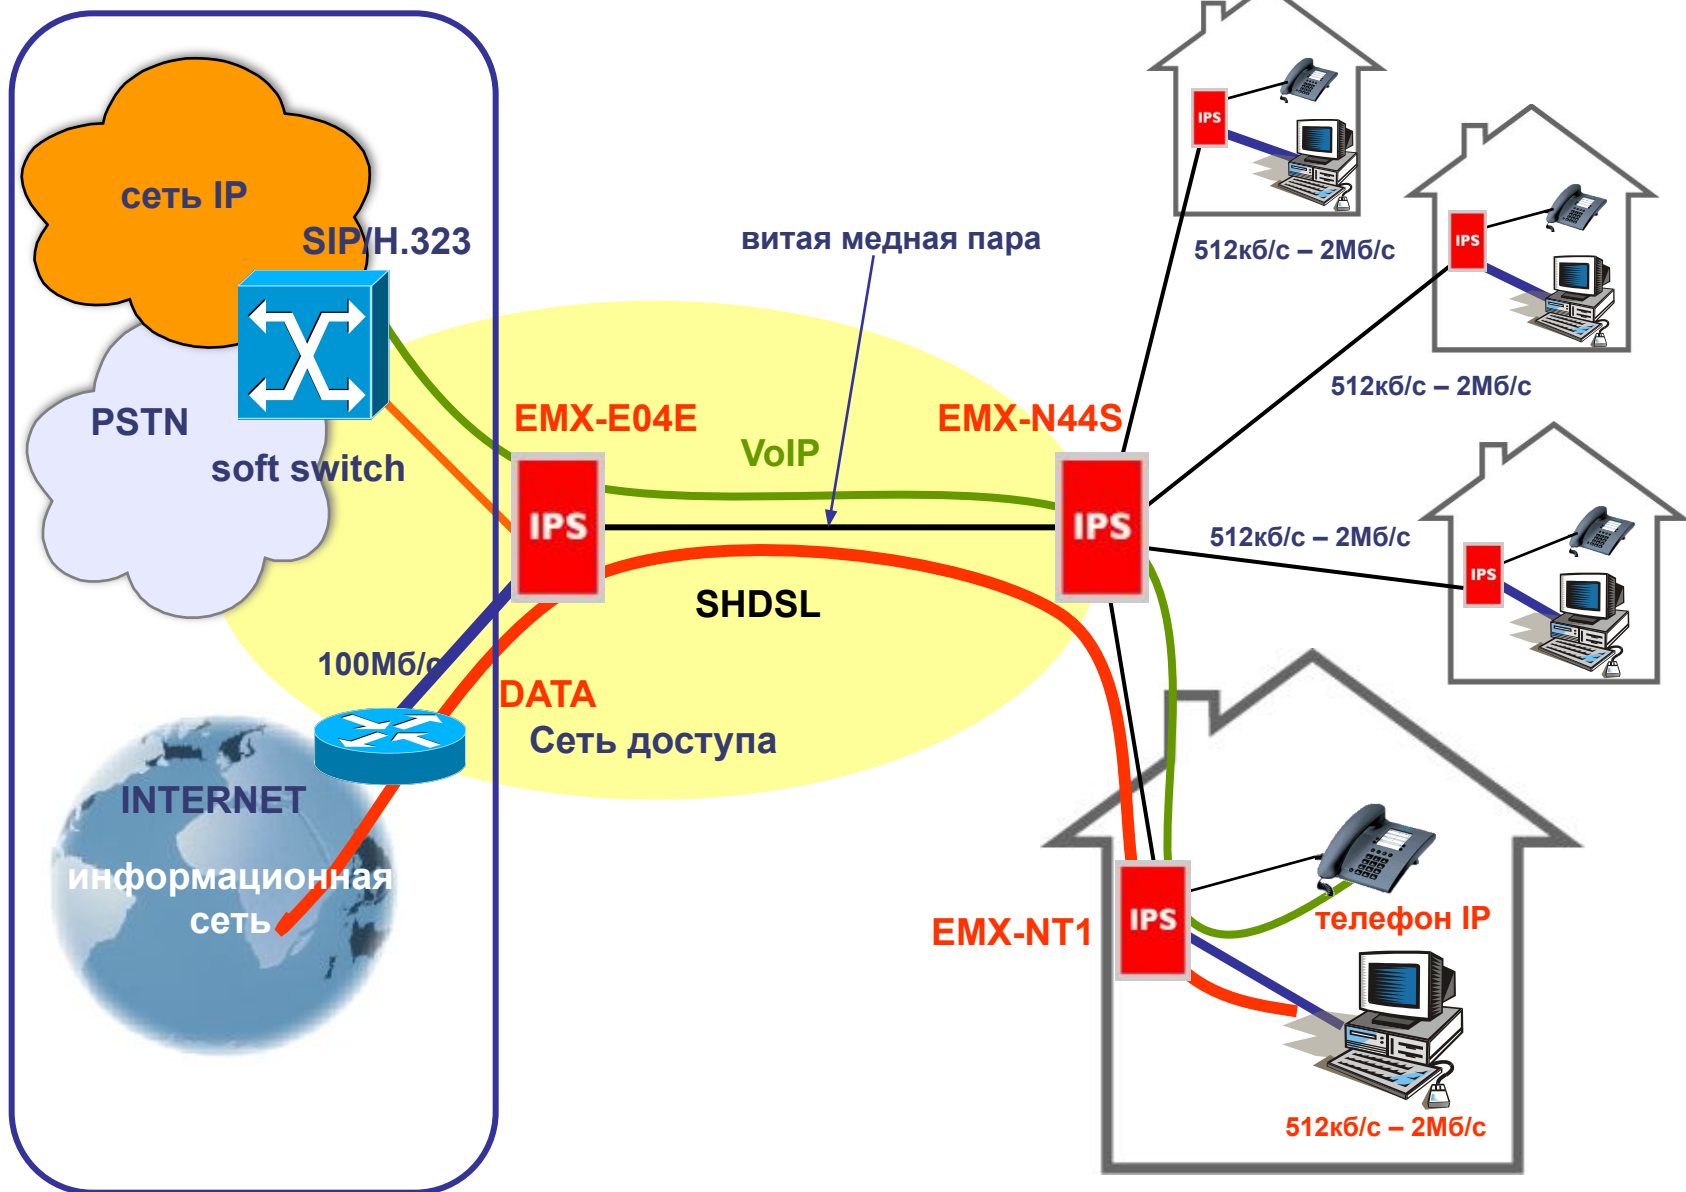 сеть IP
SIP/H.323
PSTN
soft switch
EMX-E04E
EMX-N44S
VoIP
витая медная пара
IPS
IPS
SHDSL
100Мб/с
DATA
Сеть доступа
INTERNET
информационная
сеть
IPS
512кб/с – 2Мб/с
IPS
512кб/с – 2Мб/с
512кб/с – 2Мб/с
IPS
IPS
EMX-NT1
телефон IP
512кб/с – 2Мб/с